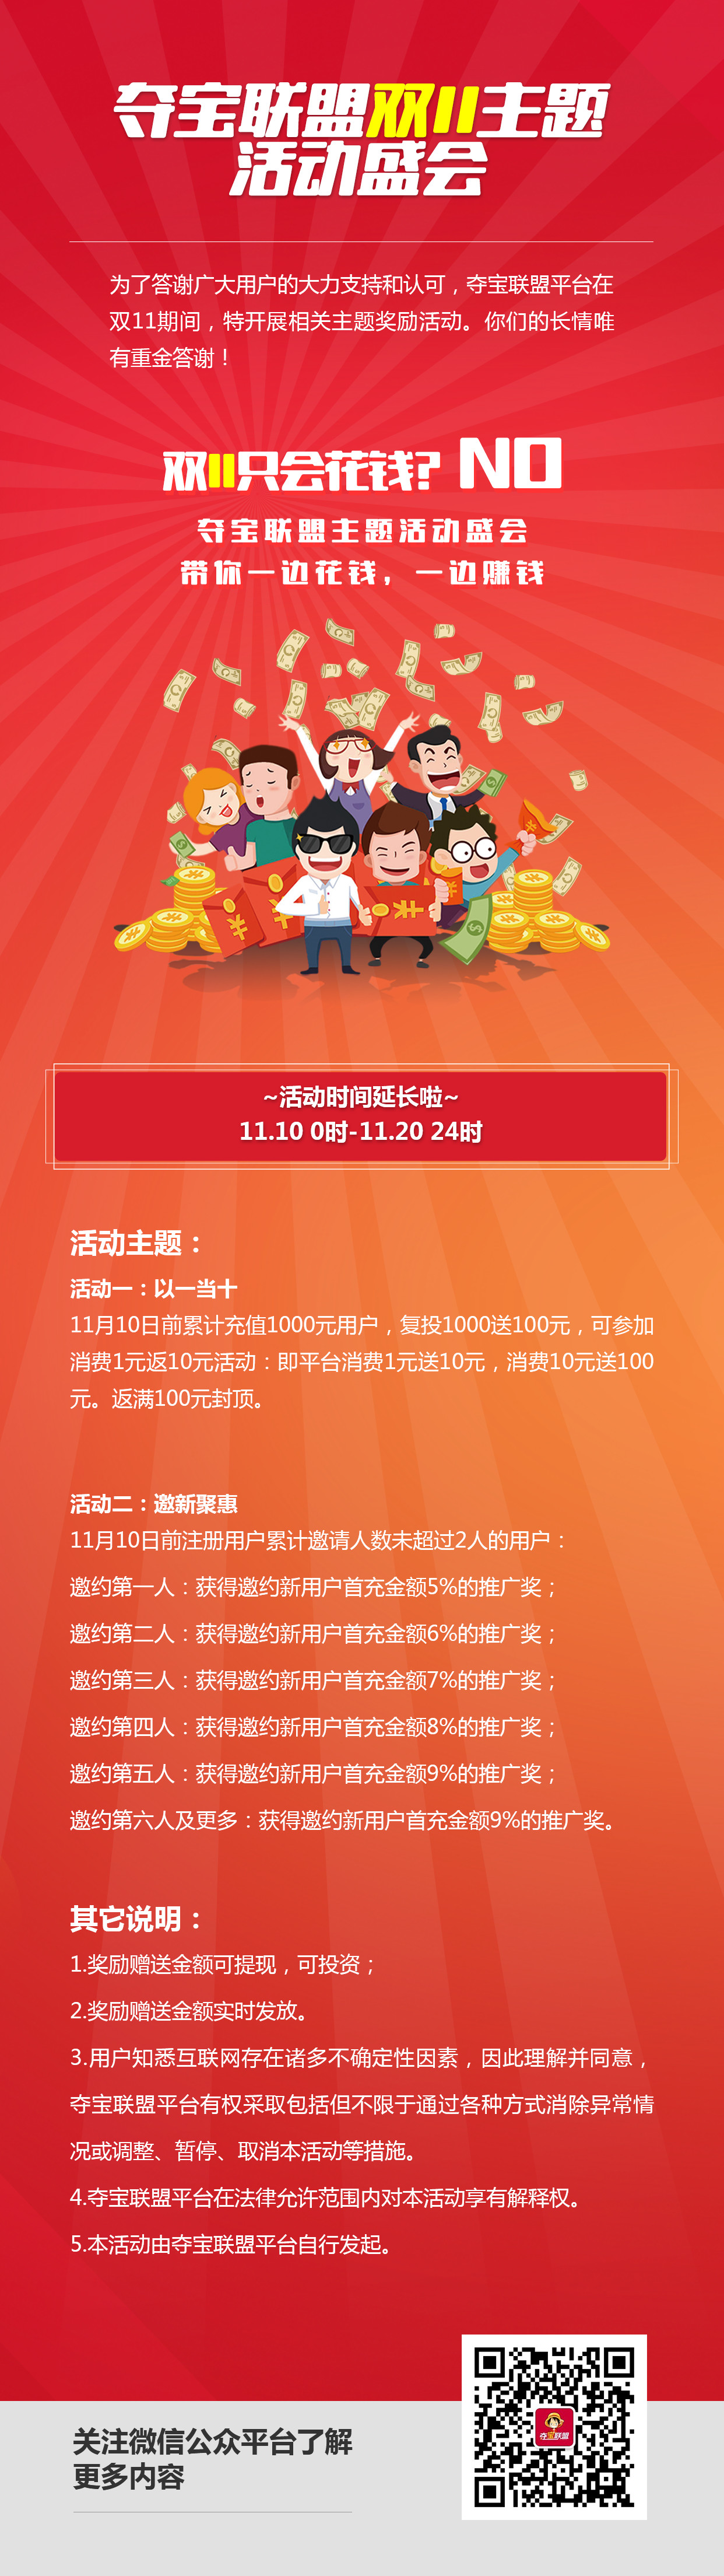 夺宝联盟双11主题
活动盛会
为了答谢广大用户的大力支持和认可，夺宝联盟平台在
双11期间，特开展相关主题奖励活动。你们的长情唯
有重金答谢！
双11只会花钱？NO
夺宝联盟主题活动盛会
带你一边花钱，一边赚钱
~活动时间延长啦~
11.10 0时-11.20 24时
活动主题：
活动一：以一当十
11月10日前累计充值1000元用户，复投1000送100元，可参加
消费1元返10元活动：即平台消费1元送10元，消费10元送100
元。返满100元封顶。
活动二：邀新聚惠
11月10日前注册用户累计邀请人数未超过2人的用户：
邀约第一人：获得邀约新用户首充金额5%的推广奖；
邀约第二人：获得邀约新用户首充金额6%的推广奖；
邀约第三人：获得邀约新用户首充金额7%的推广奖；
邀约第四人：获得邀约新用户首充金额8%的推广奖；
邀约第五人：获得邀约新用户首充金额9%的推广奖；
邀约第六人及更多：获得邀约新用户首充金额9%的推广奖。
其它说明：
1.奖励赠送金额可提现，可投资；
2.奖励赠送金额实时发放。
3.用户知悉互联网存在诸多不确定性因素，因此理解并同意，
夺宝联盟平台有权采取包括但不限于通过各种方式消除异常情
况或调整、暂停、取消本活动等措施。
4.夺宝联盟平台在法律允许范围内对本活动享有解释权。
5.本活动由夺宝联盟平台自行发起。
关注微信公众平台了解
更多内容
夺宝联盟